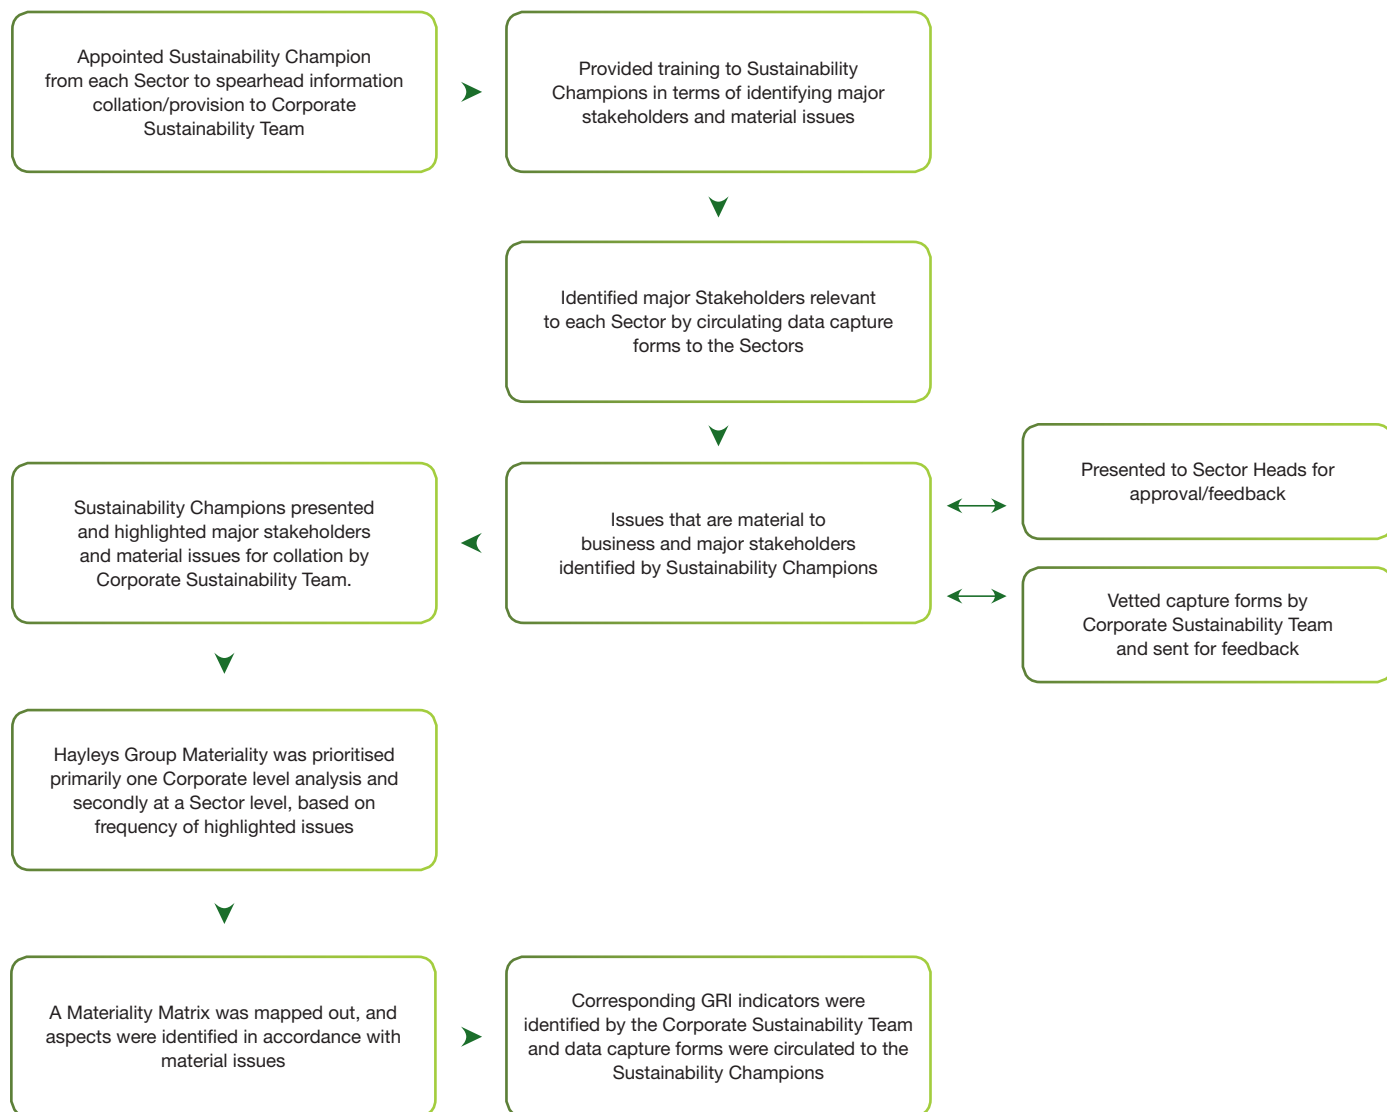 Appointed Sustainability Champion
from each Sector to spearhead information
collation/provision to Corporate
Sustainability Team
Provided training to Sustainability
Champions in terms of identifying major
stakeholders and material issues
Identified major Stakeholders relevant
to each Sector by circulating data capture
forms to the Sectors
Issues that are material to
business and major stakeholders
identified by Sustainability Champions
Presented to Sector Heads for
approval/feedback
Vetted capture forms by
Corporate Sustainability Team
and sent for feedback
Sustainability Champions presented
and highlighted major stakeholders
and material issues for collation by
Corporate Sustainability Team.
Hayleys Group Materiality was prioritised
primarily one Corporate level analysis and
secondly at a Sector level, based on
frequency of highlighted issues
A Materiality Matrix was mapped out, and
aspects were identified in accordance with
material issues
Corresponding GRI indicators were
identified by the Corporate Sustainability Team
and data capture forms were circulated to the
Sustainability Champions